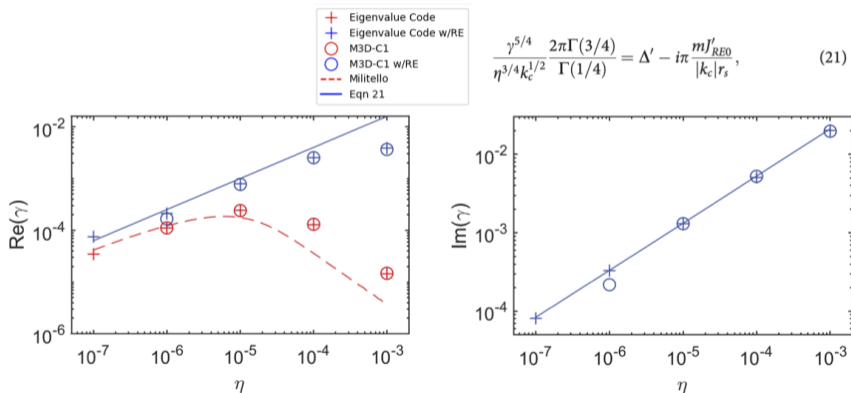 Eigenvalue Code
Eigenvalue Code w/RE
M3D-C1
M3D-C1 w/RE
Militello
Eqn 21
γ^{5/4} / (η^{3/4} k_c^{1/2}) 2πΓ(3/4) / Γ(1/4) = Δ′ − iπ mJ′_{RE0} / (|k_c| r_s), (21)
Re(γ)
10^{-2}
10^{-4}
10^{-6}
10^{-7} 10^{-6} 10^{-5} 10^{-4} 10^{-3}
η
Im(γ)
10^{-2}
10^{-3}
10^{-4}
10^{-7} 10^{-6} 10^{-5} 10^{-4} 10^{-3}
η